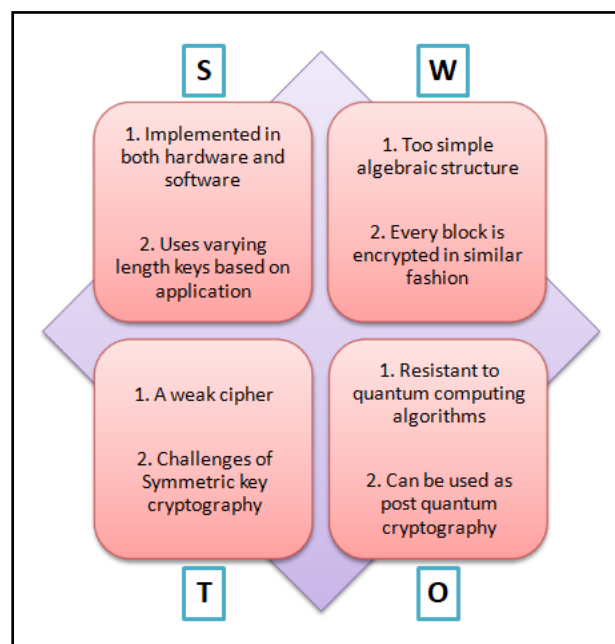 S
W
1. Implemented in
both hardware and
software
2. Uses varying
length keys based on
application
1. Too simple
algebraic structure
2. Every block is
encrypted in similar
fashion
1. A weak cipher
2. Challenges of
Symmetric key
cryptography
1. Resistant to
quantum computing
algorithms
2. Can be used as
post quantum
cryptography
T
O